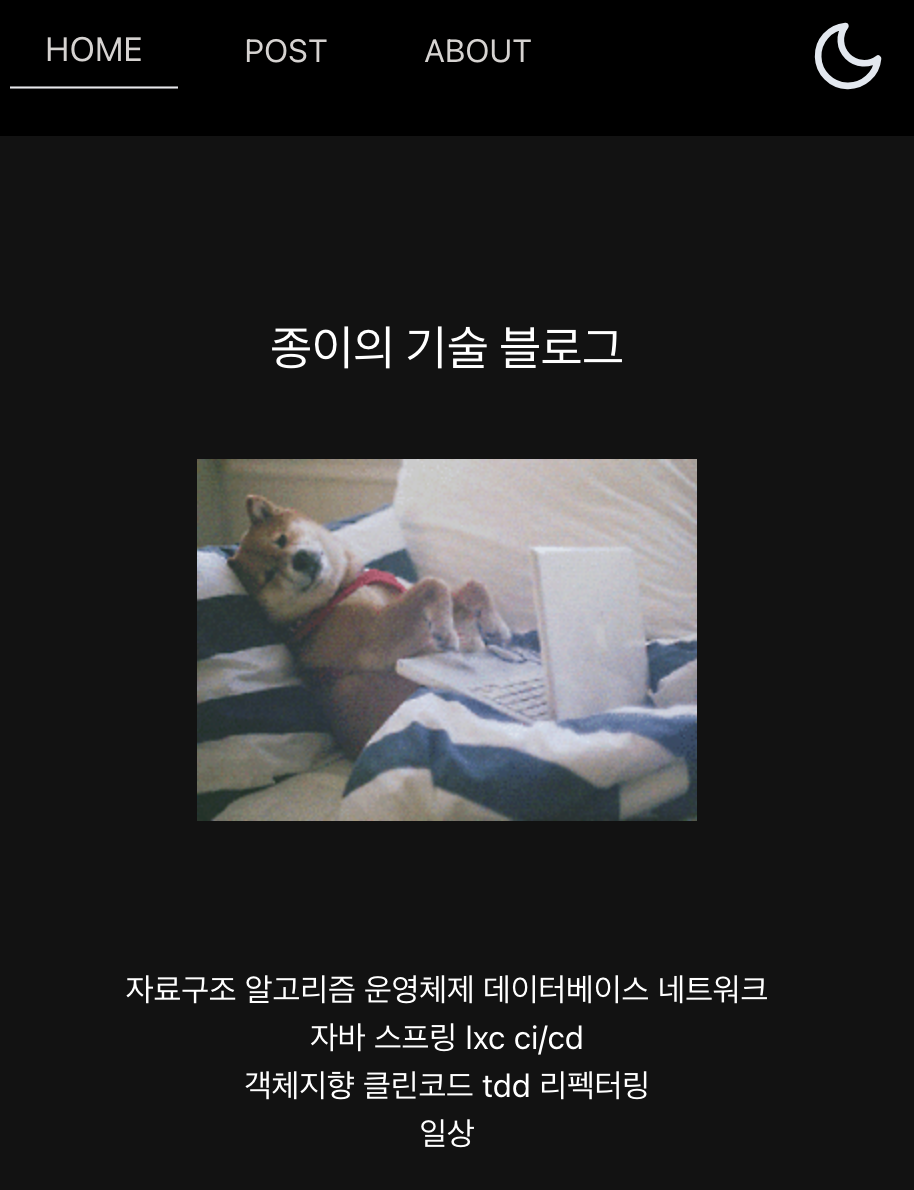 HOME POST ABOUT
종이의 기술 블로그
자료구조 알고리즘 운영체제 데이터베이스 네트워크
자바 스프링 lxc ci/cd
객체지향 클린코드 tdd 리펙터링
일상